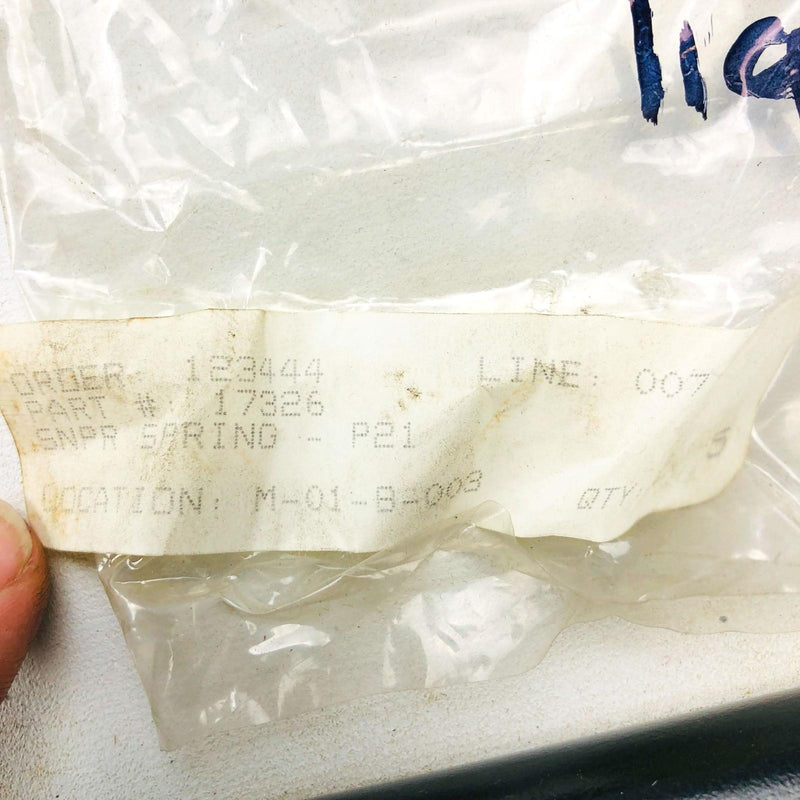 ORDER: 123444 LINE: 007
PART # 17326
SNPR SPRING - P21
LOCATION: M-01-B-003 QTY 5